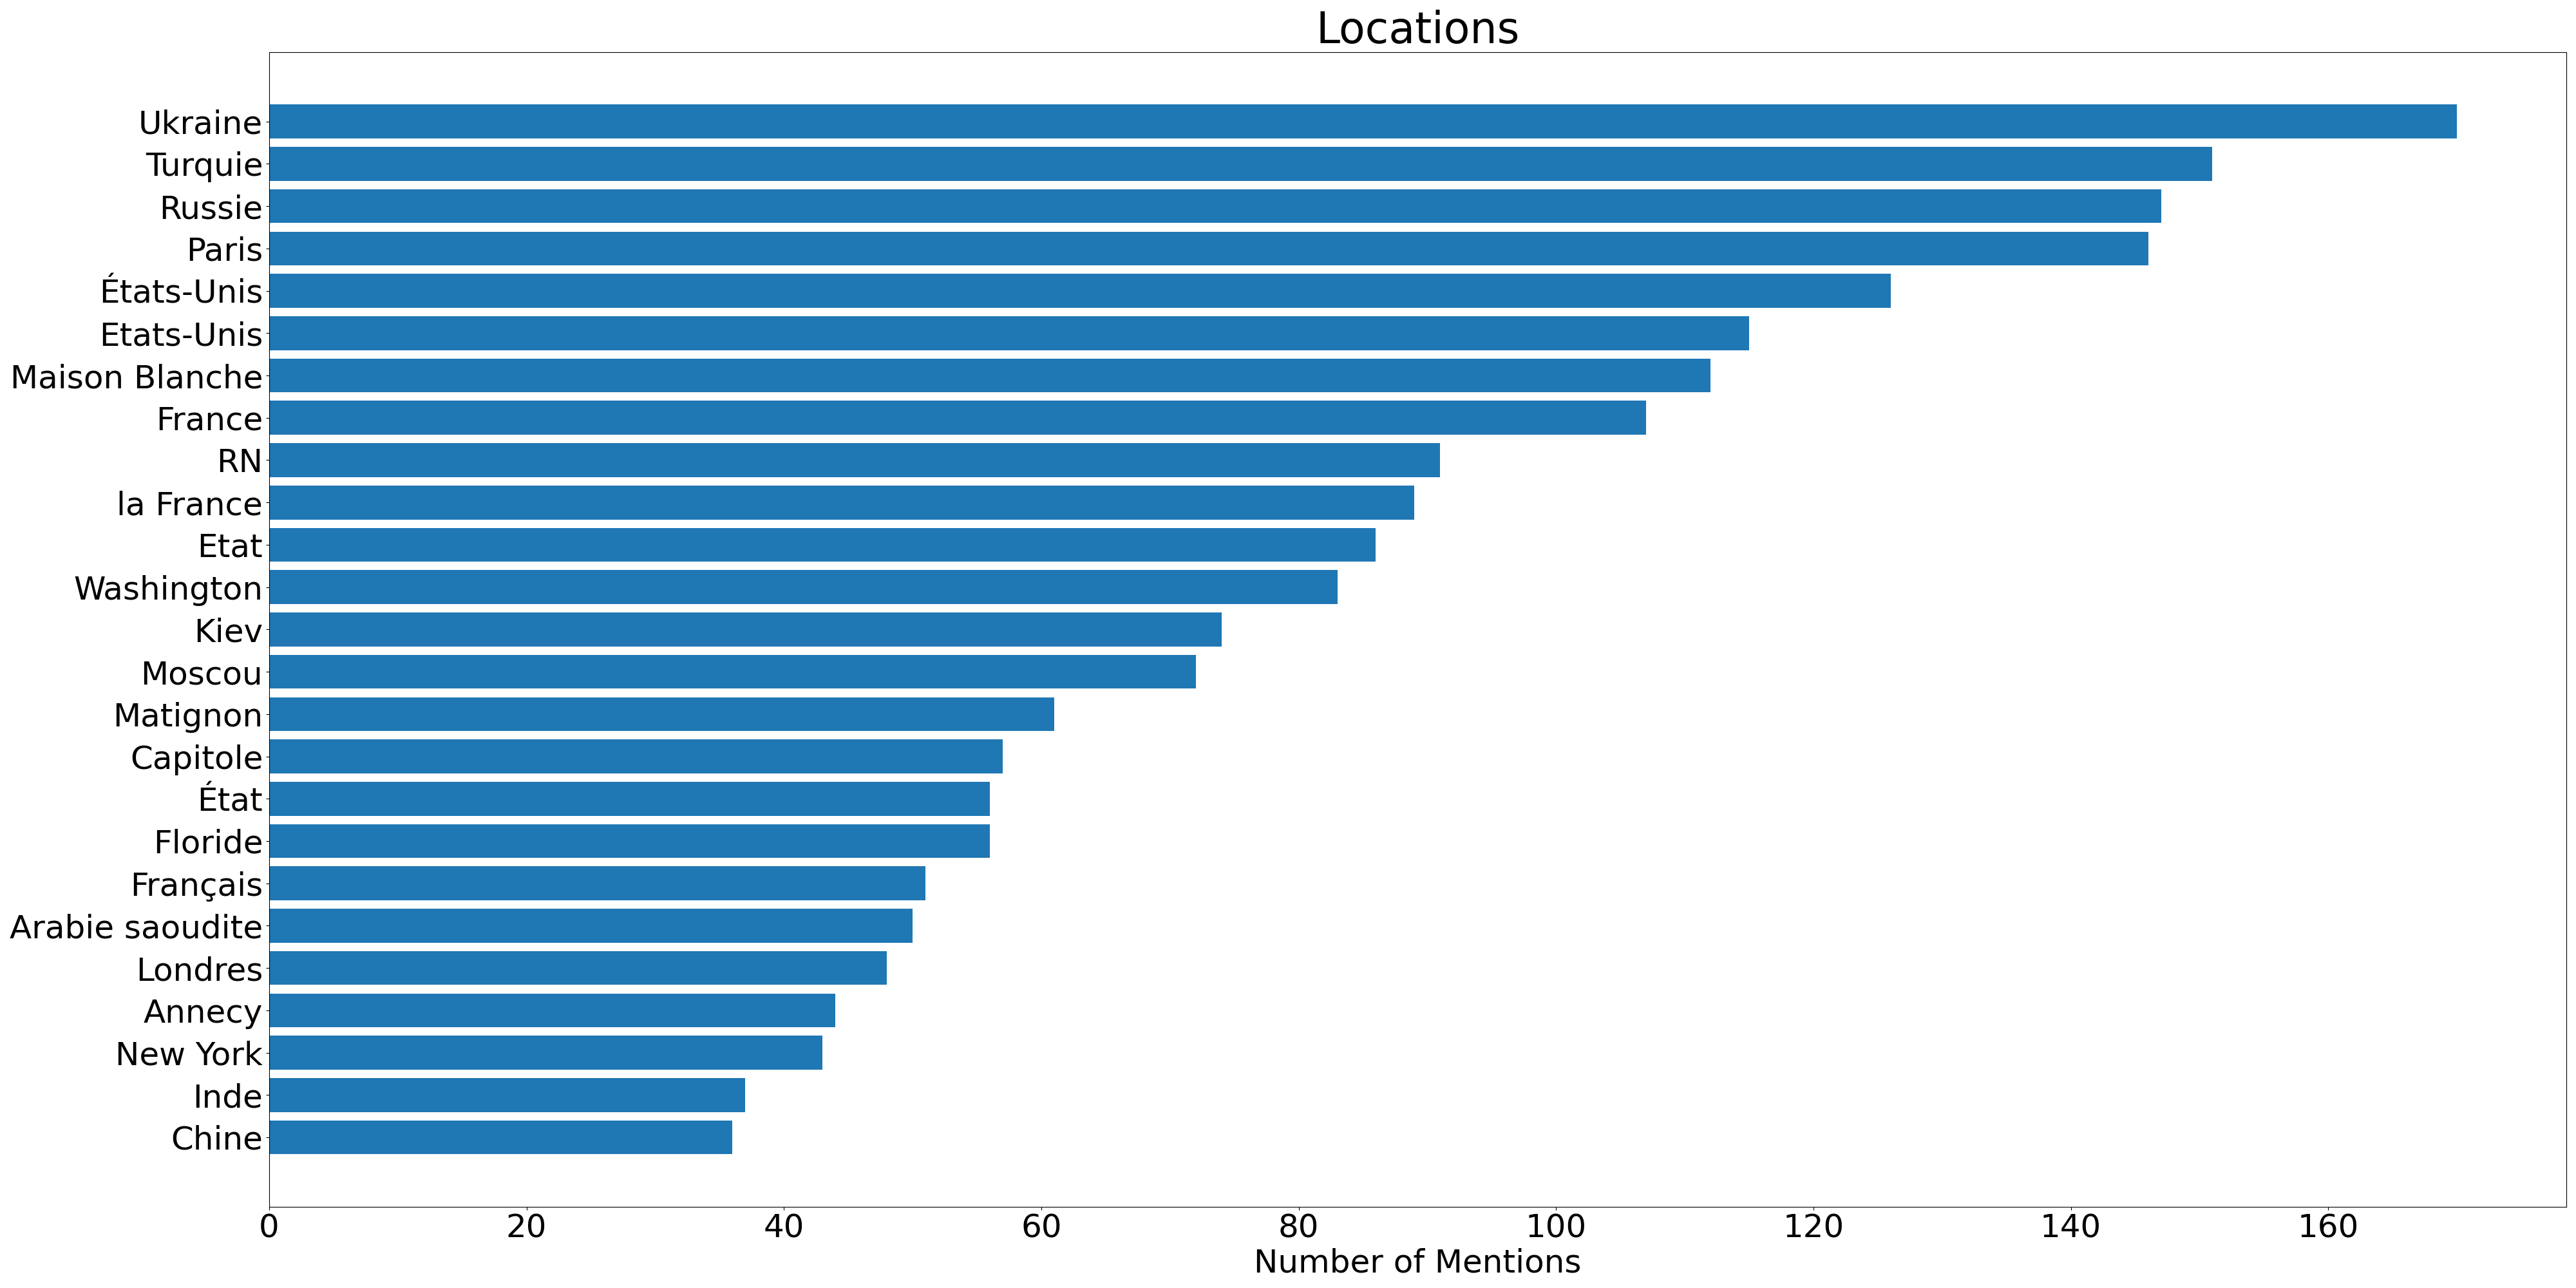 Locations
Ukraine
Turquie
Russie
Paris
États-Unis
Etats-Unis
Maison Blanche
France
RN
la France
Etat
Washington
Kiev
Moscou
Matignon
Capitole
État
Floride
Français
Arabie saoudite
Londres
Annecy
New York
Inde
Chine
0 20 40 60 80 100 120 140 160
Number of Mentions